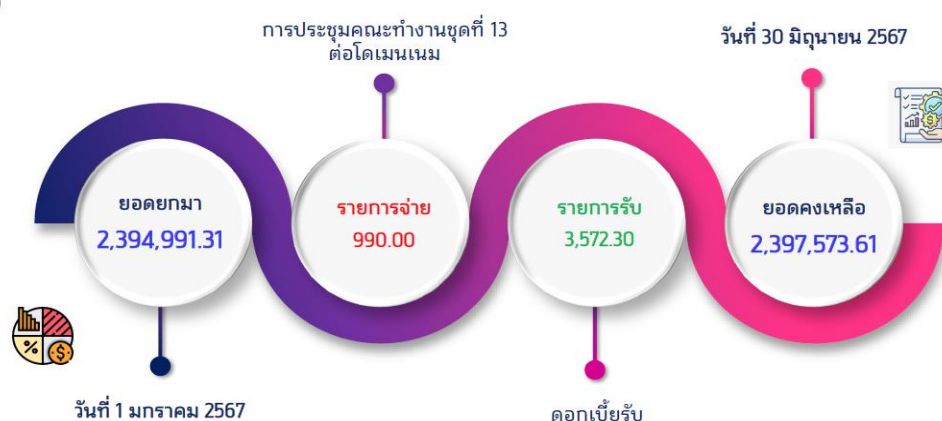 การประชุมคณะทำงานชุดที่ 13
ต่อโดเมนเนม
วันที่ 30 มิถุนายน 2567
ยอดยกมา
2,394,991.31
รายการจ่าย
990.00
รายการรับ
3,572.30
ยอดคงเหลือ
2,397,573.61
วันที่ 1 มกราคม 2567
ดอกเบี้ยรับ